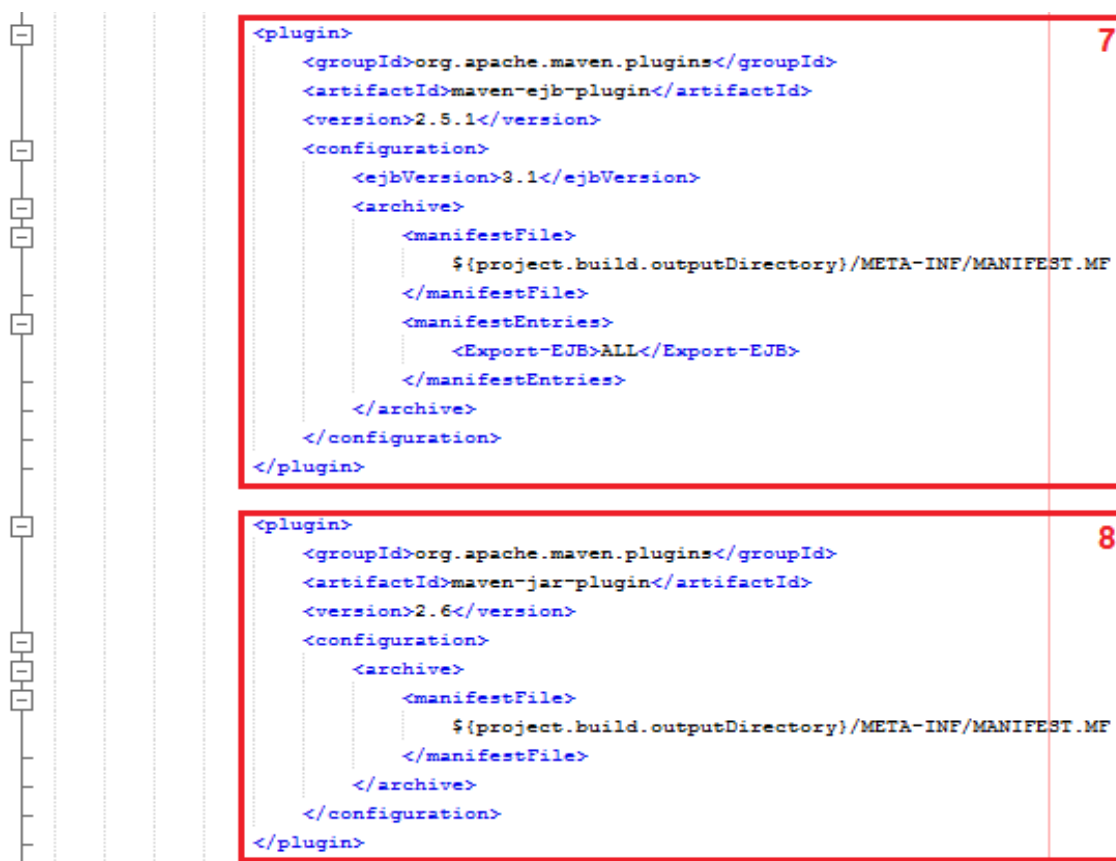 <plugin> 7
<groupId>org.apache.maven.plugins</groupId>
<artifactId>maven-ejb-plugin</artifactId>
<version>2.5.1</version>
<configuration>
<ejbVersion>3.1</ejbVersion>
<archive>
<manifestFile>
${project.build.outputDirectory}/META-INF/MANIFEST.MF
</manifestFile>
<manifestEntries>
<Export-EJB>ALL</Export-EJB>
</manifestEntries>
</archive>
</configuration>
</plugin>
<plugin> 8
<groupId>org.apache.maven.plugins</groupId>
<artifactId>maven-jar-plugin</artifactId>
<version>2.6</version>
<configuration>
<archive>
<manifestFile>
${project.build.outputDirectory}/META-INF/MANIFEST.MF
</manifestFile>
</archive>
</configuration>
</plugin>